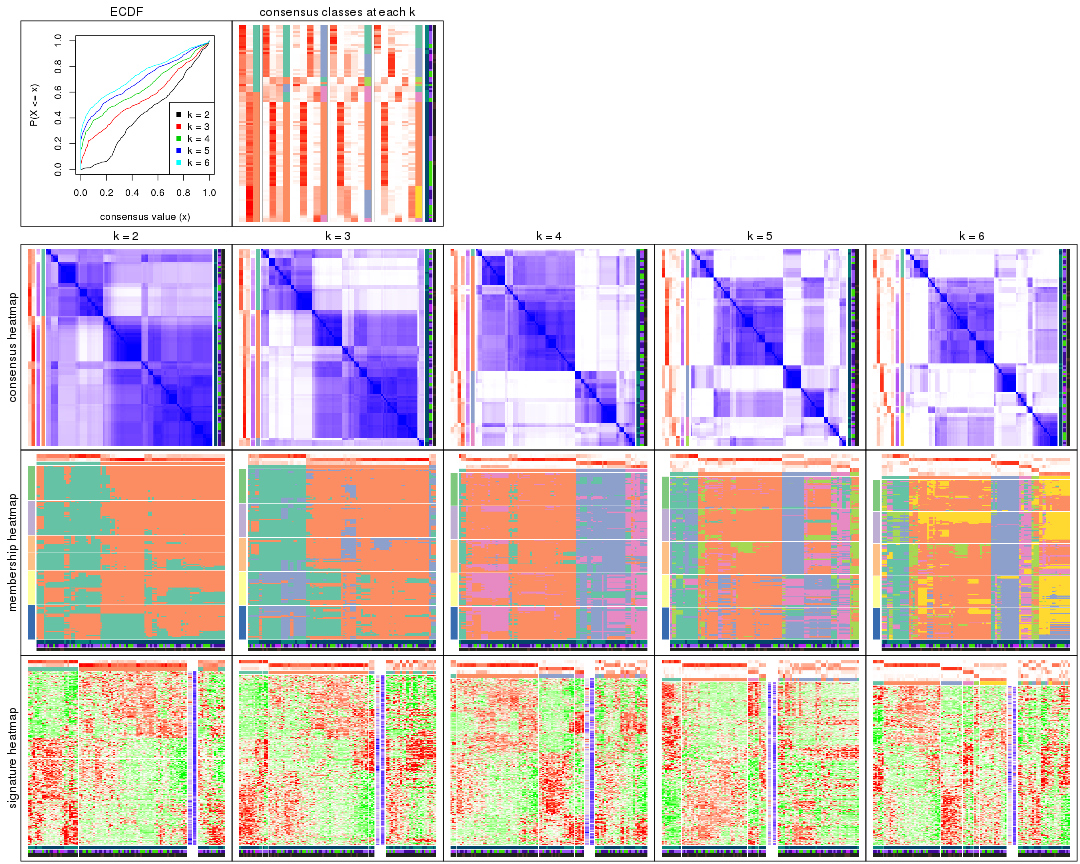 ECDF
consensus classes at each k
P(X <= x)
1.0
0.8
0.6
0.4
0.2
0.0
k = 2
k = 3
k = 4
k = 5
k = 6
0.0 0.2 0.4 0.6 0.8 1.0
consensus value (x)
k = 2
k = 3
k = 4
k = 5
k = 6
consensus heatmap
membership heatmap
signature heatmap